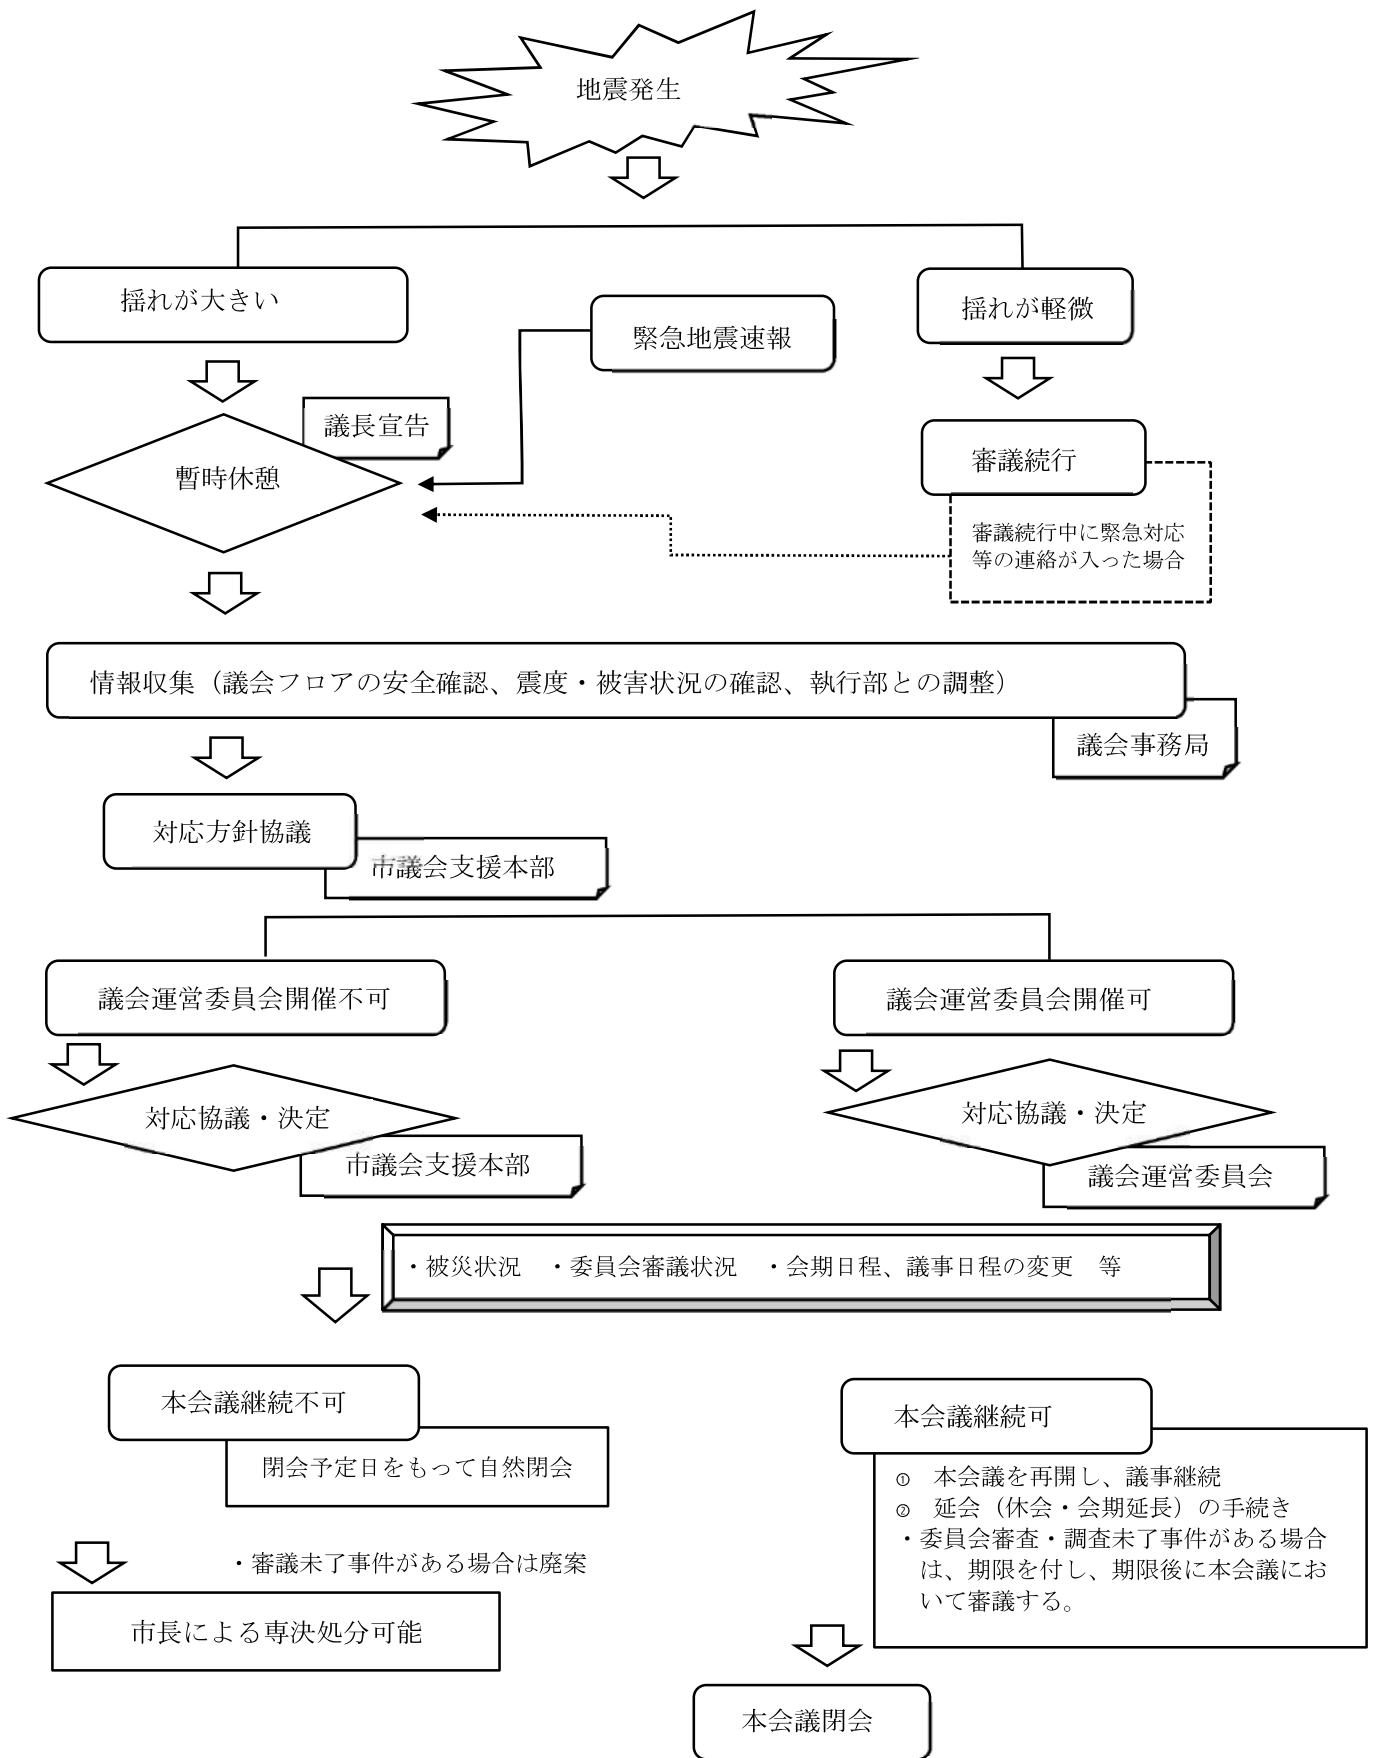 地震発生
揺れが大きい
緊急地震速報
揺れが軽微
議長宣告
暫時休憩
審議続行
審議続行中に緊急対応
等の連絡が入った場合
情報収集（議会フロアの安全確認、震度・被害状況の確認、執行部との調整）
議会事務局
対応方針協議
市議会支援本部
議会運営委員会開催不可
議会運営委員会開催可
対応協議・決定
市議会支援本部
対応協議・決定
議会運営委員会
・被災状況　・委員会審議状況　・会期日程、議事日程の変更　等
本会議継続不可
閉会予定日をもって自然閉会
・審議未了事件がある場合は廃案
市長による専決処分可能
本会議継続可
①　本会議を再開し、議事継続
②　延会（休会・会期延長）の手続き
・委員会審査・調査未了事件がある場合
は、期限を付し、期限後に本会議にお
いて審議する。
本会議閉会